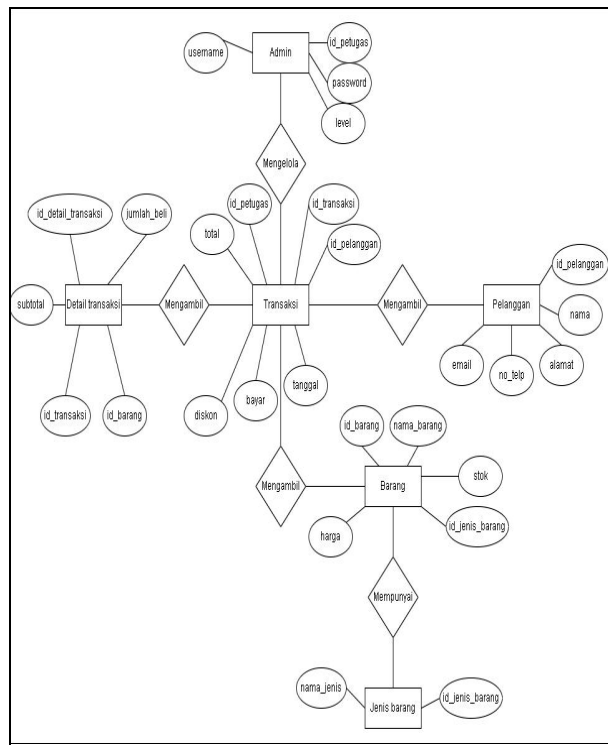 id_petugas
username
Admin
password
level
Mengelola
id_petugas
id_transaksi
id_detail_transaksi
jumlah_beli
total
id_pelanggan
id_pelanggan
subtotal
Detail transaksi
Mengambil
Transaksi
Mengambil
Pelanggan
nama
email
no_telp
alamat
id_transaksi
id_barang
diskon
bayar
tanggal
id_barang
nama_barang
stok
Mengambil
Barang
harga
id_jenis_barang
Mempunyai
nama_jenis
Jenis barang
id_jenis_barang